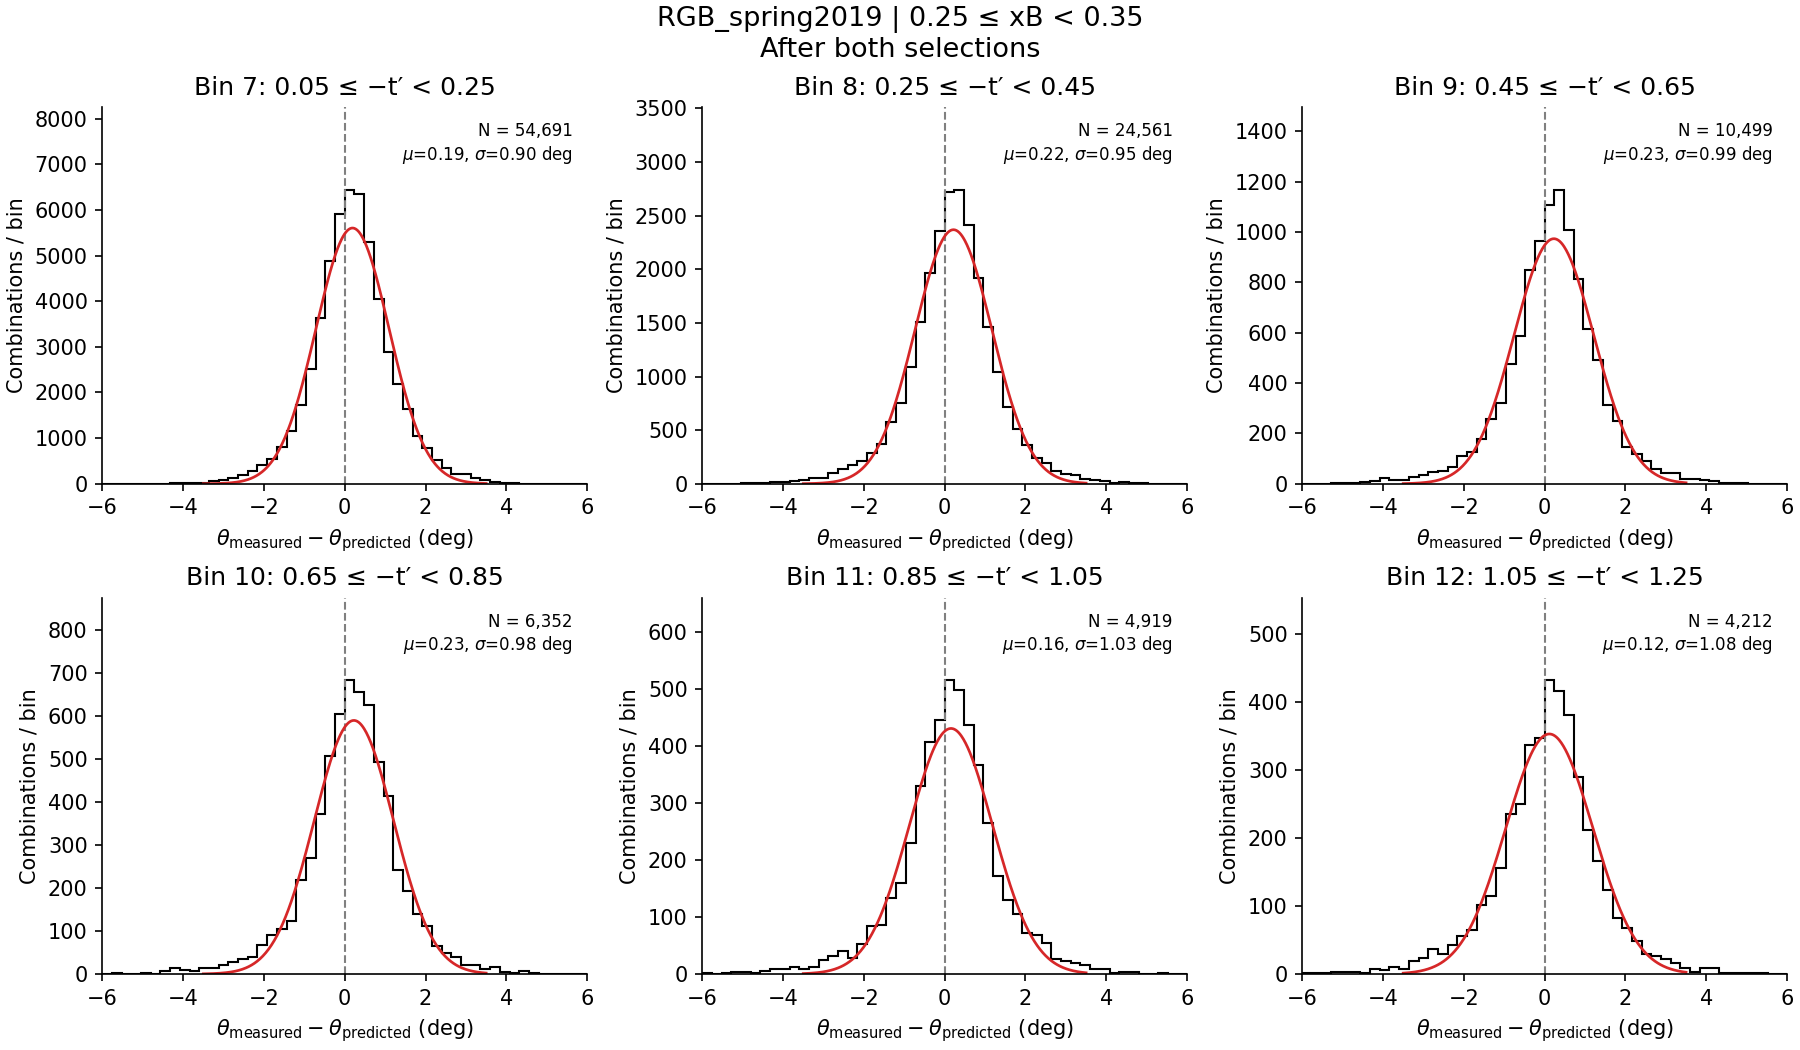 RGB_spring2019 | 0.25 ≤ xB < 0.35
After both selections
Bin 7: 0.05 ≤ −t′ < 0.25
N = 54,691
μ=0.19, σ=0.90 deg
Combinations / bin
8000
7000
6000
5000
4000
3000
2000
1000
0
−6 −4 −2 0 2 4 6
θmeasured − θpredicted (deg)
Bin 8: 0.25 ≤ −t′ < 0.45
N = 24,561
μ=0.22, σ=0.95 deg
Combinations / bin
3500
3000
2500
2000
1500
1000
500
0
−6 −4 −2 0 2 4 6
θmeasured − θpredicted (deg)
Bin 9: 0.45 ≤ −t′ < 0.65
N = 10,499
μ=0.23, σ=0.99 deg
Combinations / bin
1400
1200
1000
800
600
400
200
0
−6 −4 −2 0 2 4 6
θmeasured − θpredicted (deg)
Bin 10: 0.65 ≤ −t′ < 0.85
N = 6,352
μ=0.23, σ=0.98 deg
Combinations / bin
800
700
600
500
400
300
200
100
0
−6 −4 −2 0 2 4 6
θmeasured − θpredicted (deg)
Bin 11: 0.85 ≤ −t′ < 1.05
N = 4,919
μ=0.16, σ=1.03 deg
Combinations / bin
600
500
400
300
200
100
0
−6 −4 −2 0 2 4 6
θmeasured − θpredicted (deg)
Bin 12: 1.05 ≤ −t′ < 1.25
N = 4,212
μ=0.12, σ=1.08 deg
Combinations / bin
500
400
300
200
100
0
−6 −4 −2 0 2 4 6
θmeasured − θpredicted (deg)